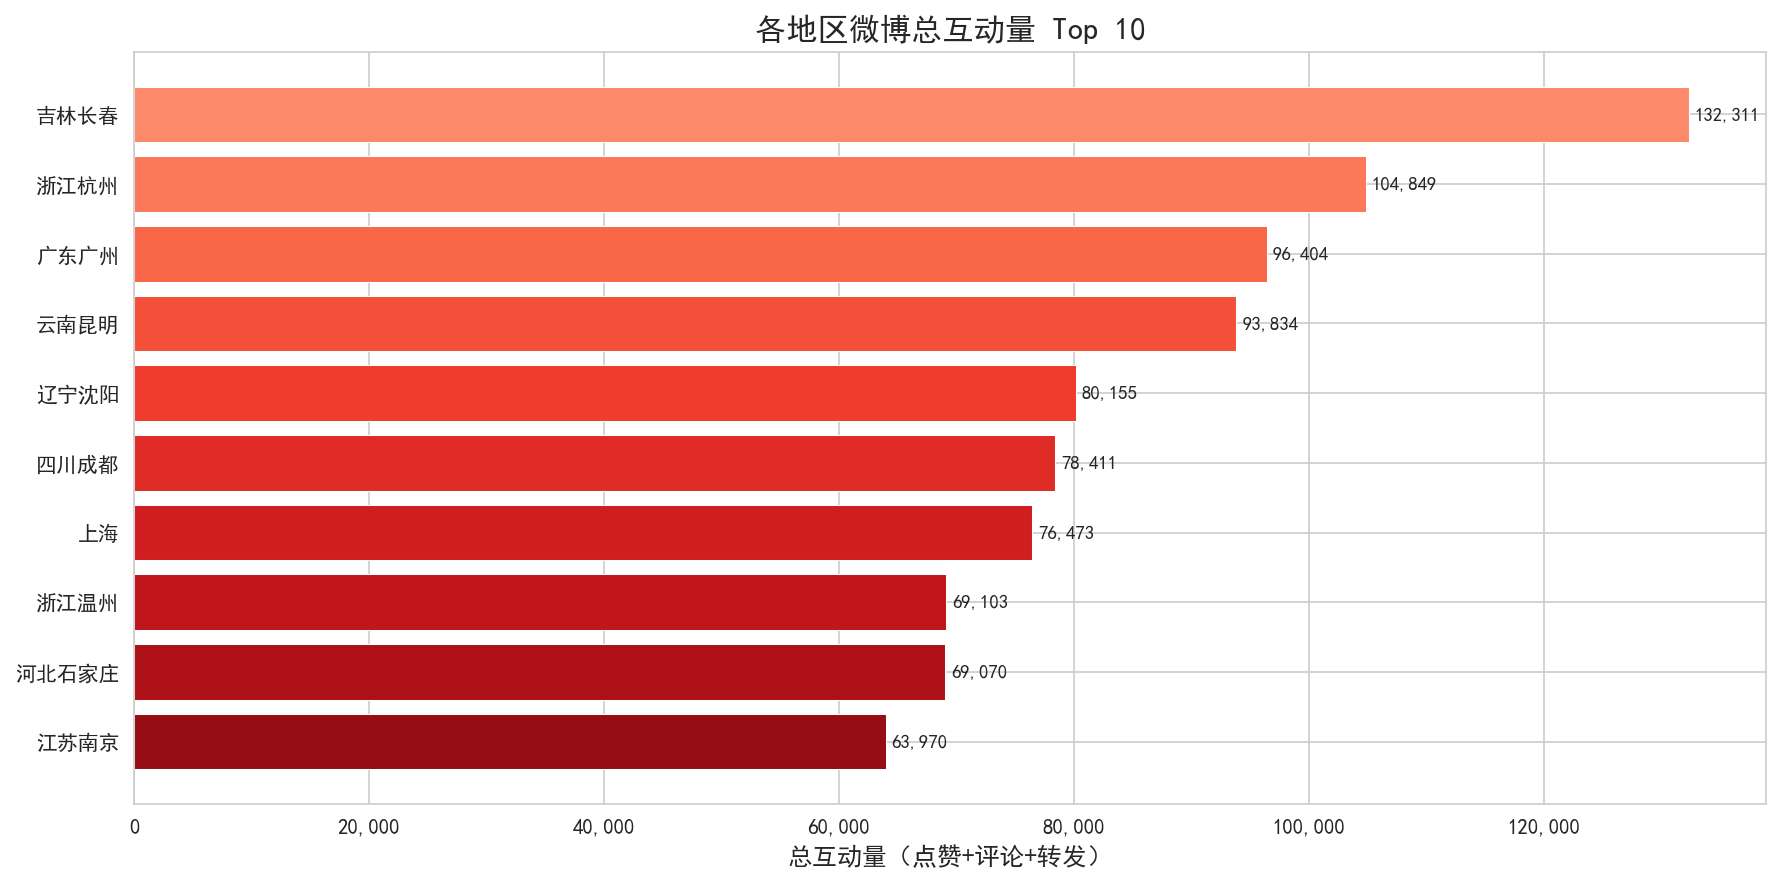 各地区微博总互动量 Top 10
吉林长春 132,311
浙江杭州 104,849
广东广州 96,404
云南昆明 93,834
辽宁沈阳 80,155
四川成都 78,411
上海 76,473
浙江温州 69,103
河北石家庄 69,070
江苏南京 63,970
0 20,000 40,000 60,000 80,000 100,000 120,000
总互动量（点赞+评论+转发）